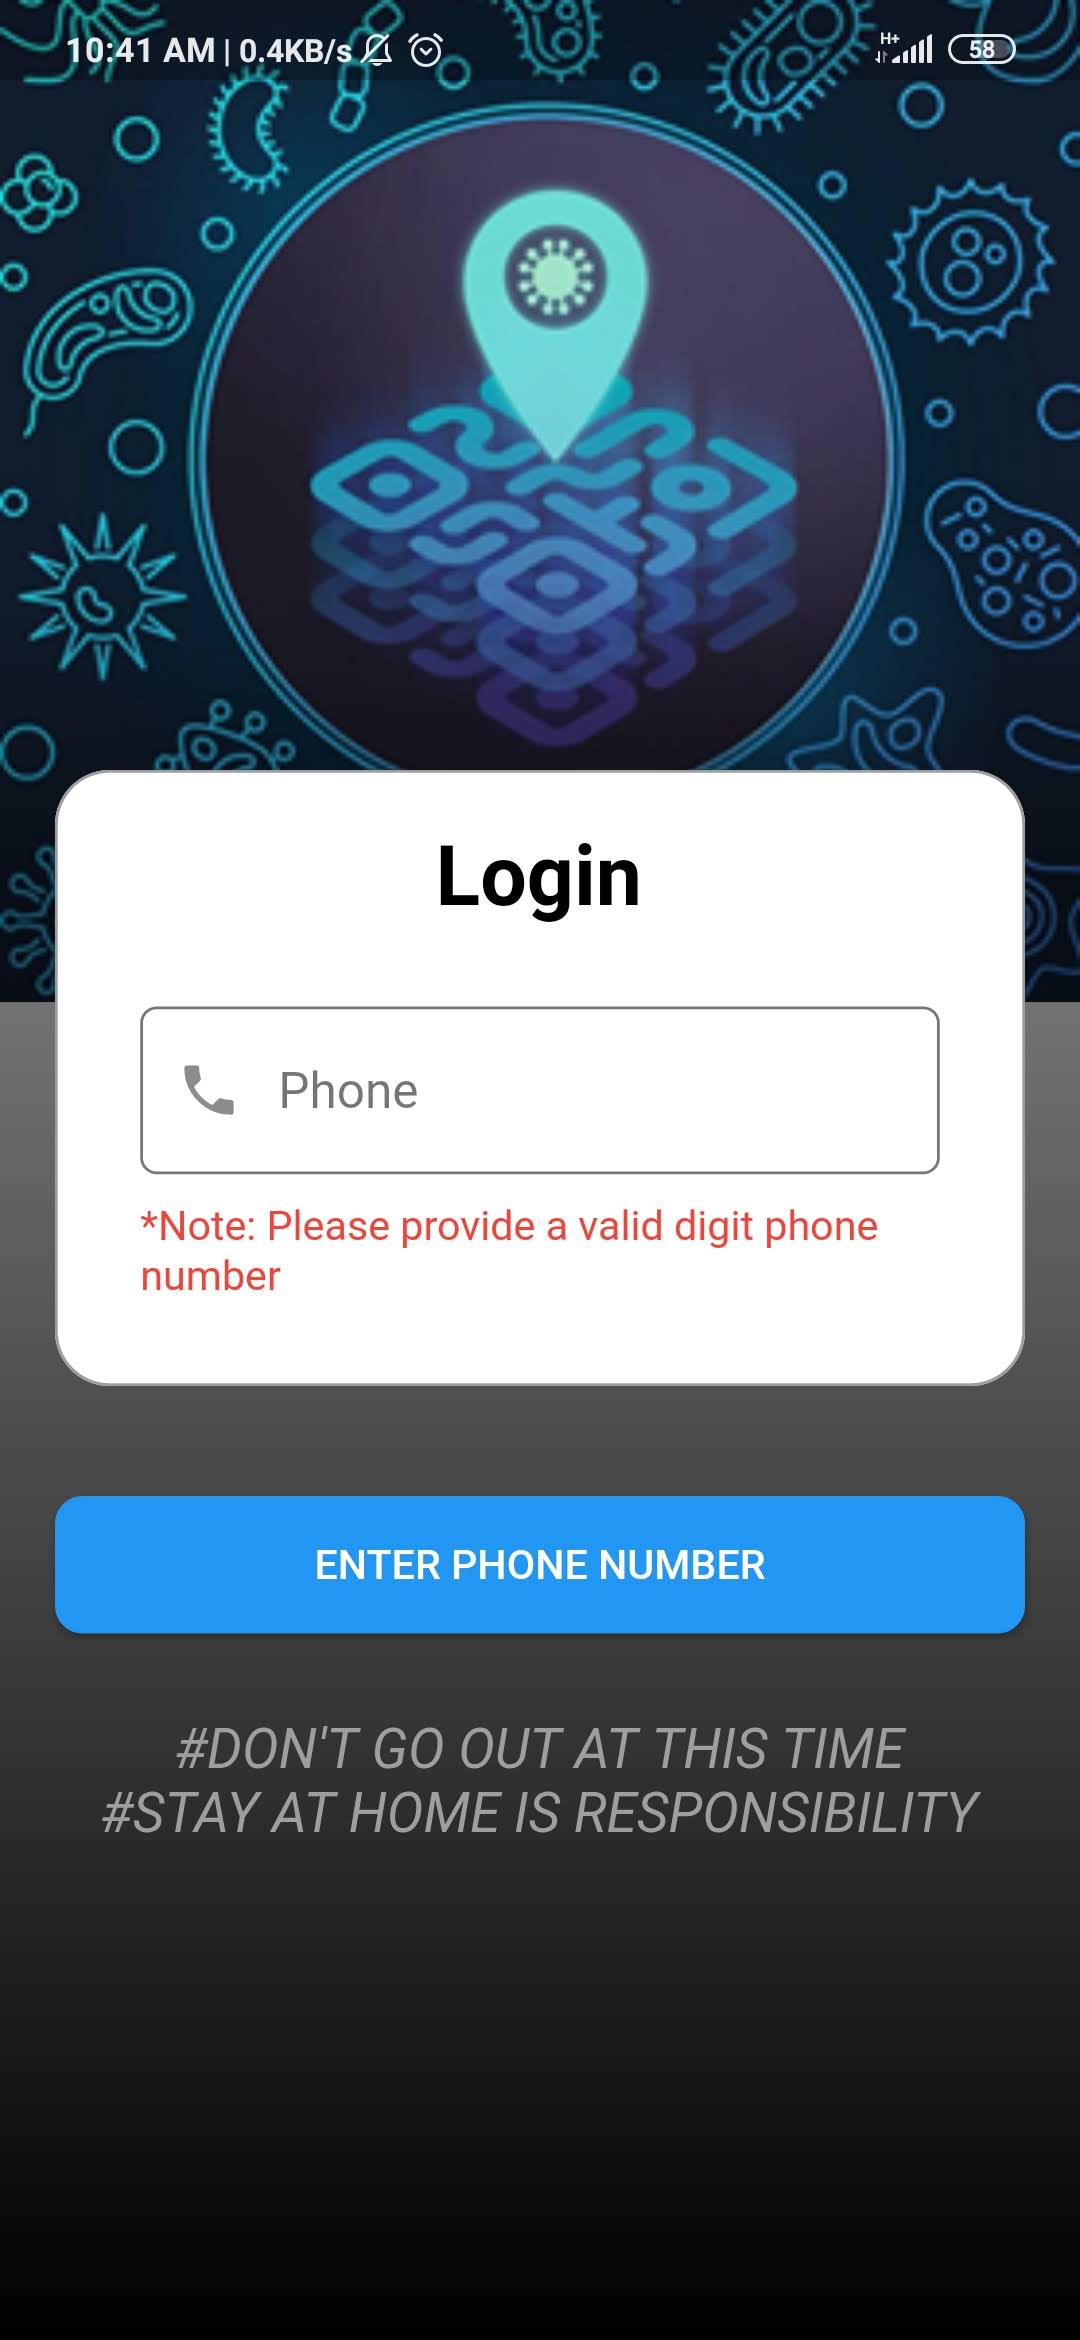 10:41 AM | 0.4KB/s
H+
58
Login
Phone
*Note: Please provide a valid digit phone
number
ENTER PHONE NUMBER
#DON'T GO OUT AT THIS TIME
#STAY AT HOME IS RESPONSIBILITY